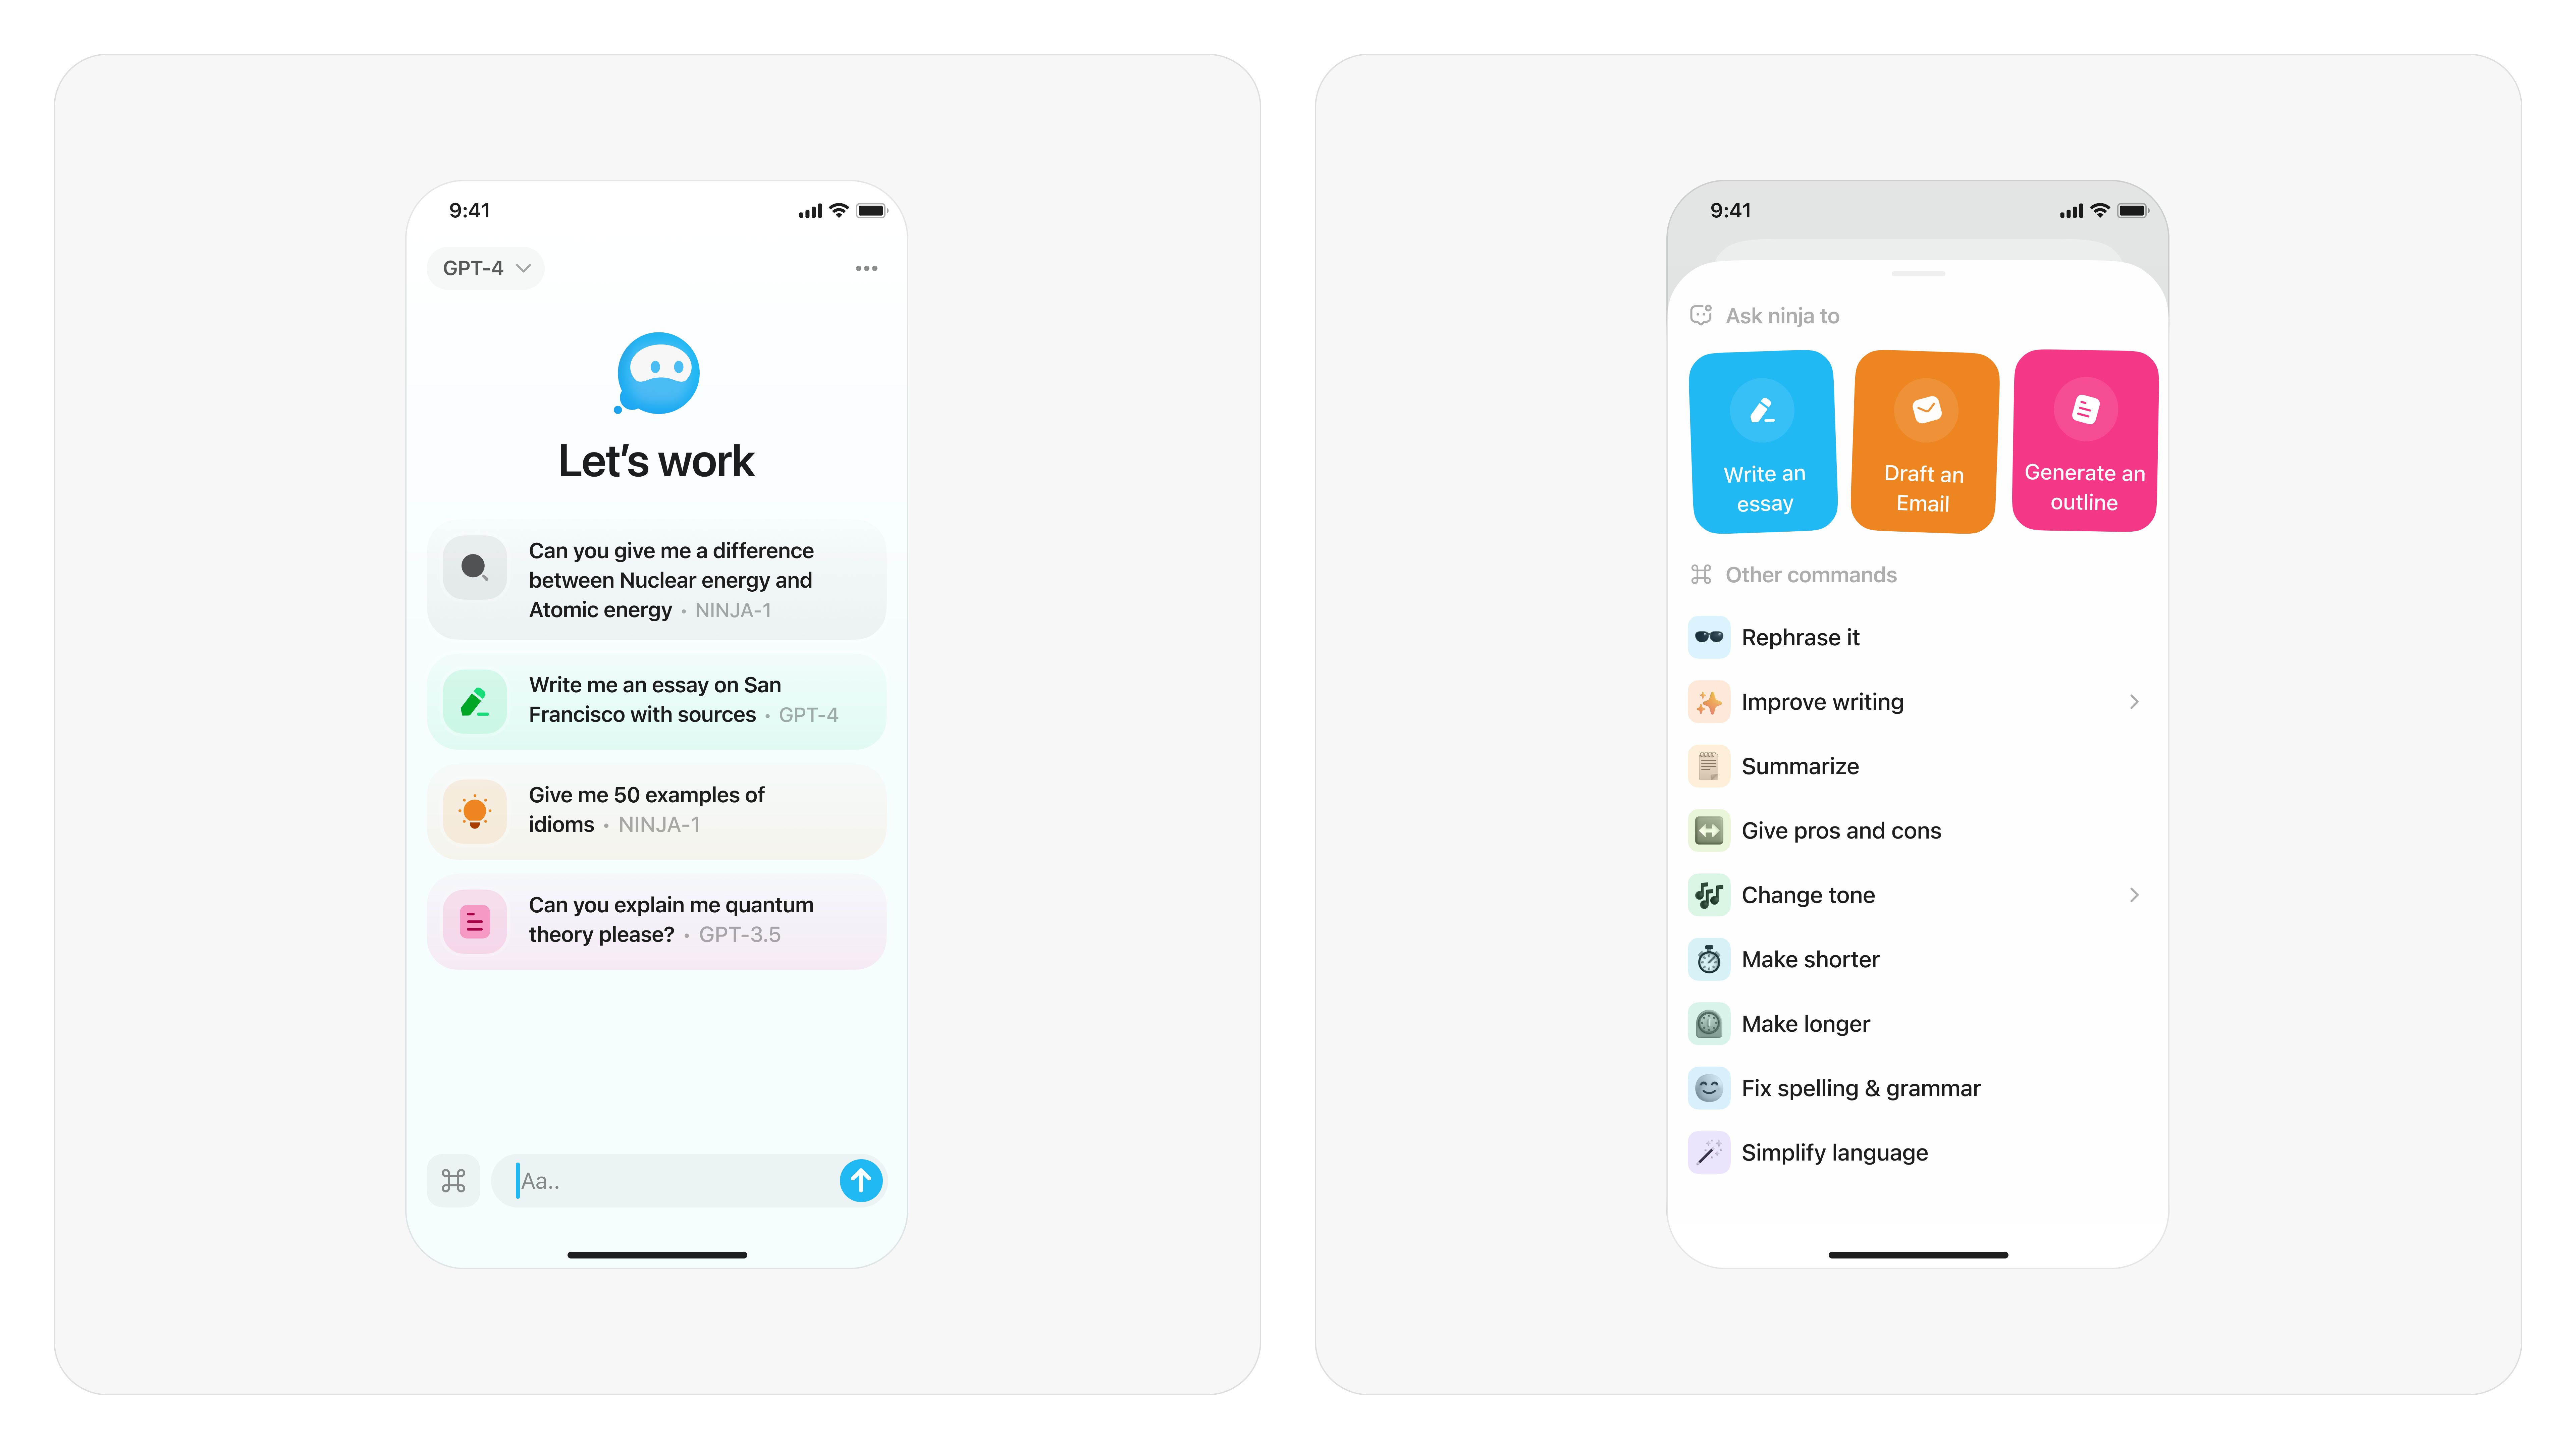 9:41
GPT-4
Let’s work
Can you give me a difference
between Nuclear energy and
Atomic energy • NINJA-1
Write me an essay on San
Francisco with sources • GPT-4
Give me 50 examples of
idioms • NINJA-1
Can you explain me quantum
theory please? • GPT-3.5
Aa..
9:41
Ask ninja to
Write an
essay
Draft an
Email
Generate an
outline
Other commands
Rephrase it
Improve writing
Summarize
Give pros and cons
Change tone
Make shorter
Make longer
Fix spelling & grammar
Simplify language